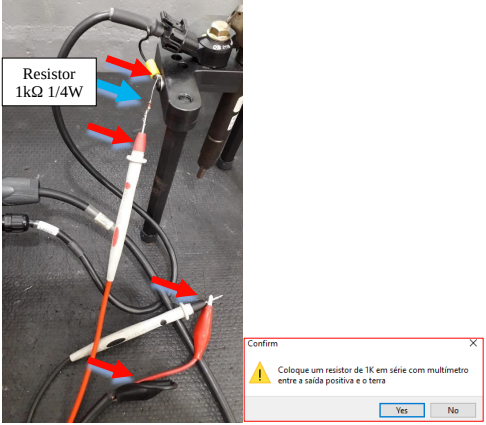 Resistor
1kΩ 1/4W
Confirm
Coloque um resistor de 1K em série com multímetro
entre a saída positiva e o terra
Yes
No